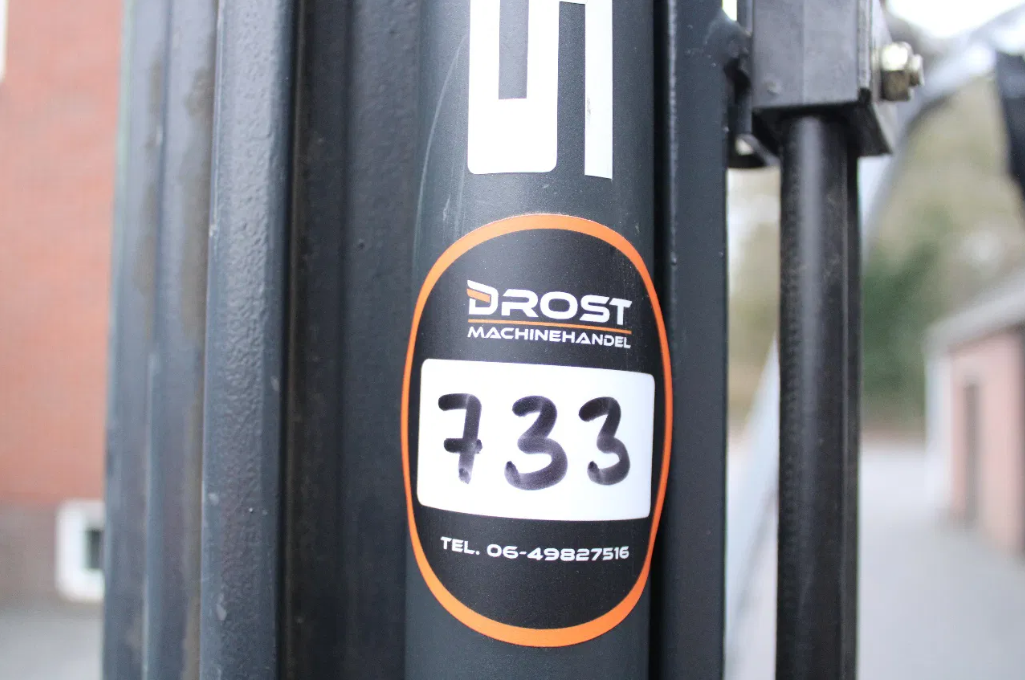 DROST
MACHINEHANDEL
733
TEL. 06-49827516